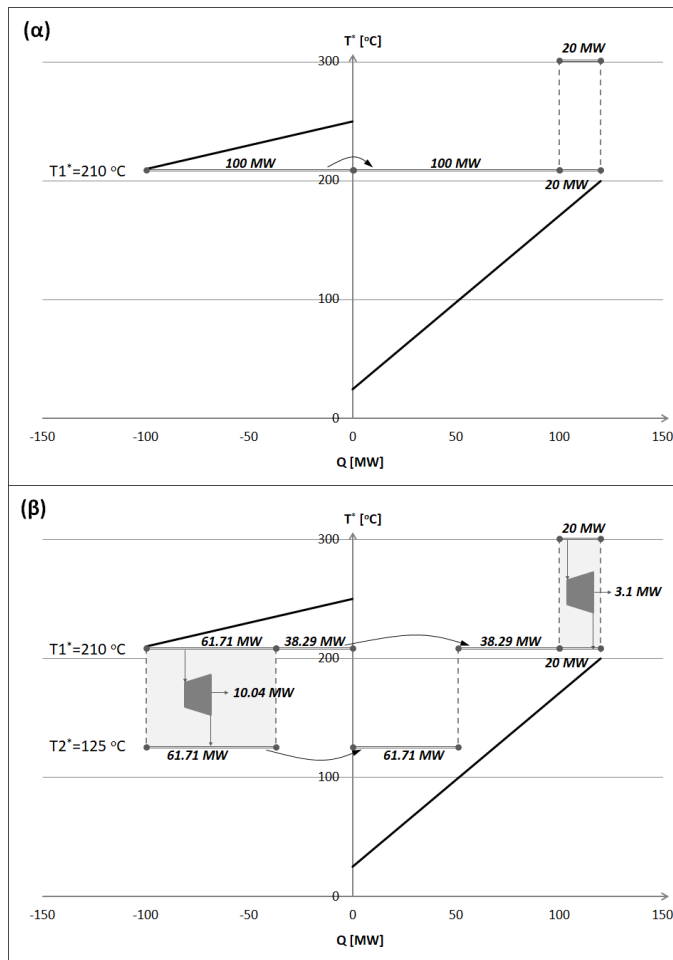 (α)
T* [°C]
20 MW
300
100 MW
100 MW
T1*=210 °C
20 MW
200
100
0
-150
-100
-50
0
50
100
150
Q [MW]
(β)
T* [°C]
20 MW
300
3.1 MW
61.71 MW
38.29 MW
38.29 MW
T1*=210 °C
20 MW
200
10.04 MW
T2*=125 °C
61.71 MW
61.71 MW
100
0
-150
-100
-50
0
50
100
150
Q [MW]